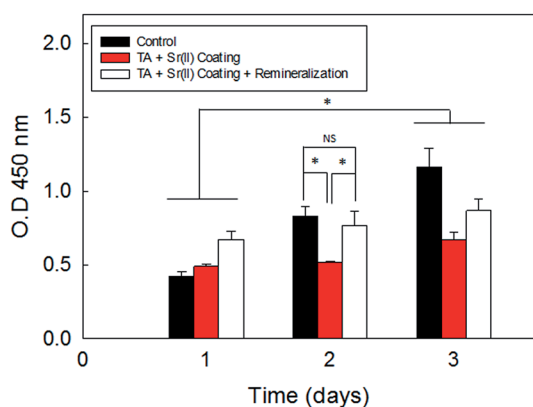 2.0
Control
TA + Sr(II) Coating
TA + Sr(II) Coating + Remineralization
1.5
*
NS
* *
1.0
0.5
0.0
O.D 450 nm
0 1 2 3
Time (days)